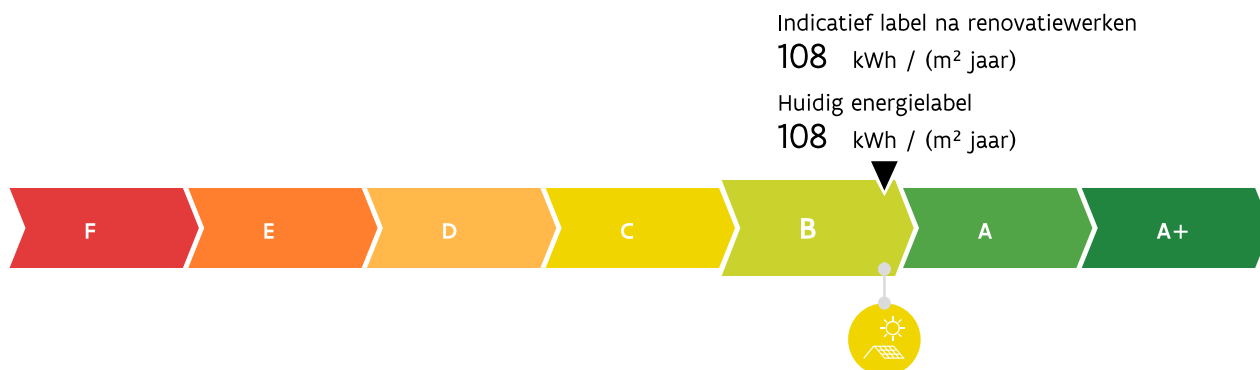 Indicatief label na renovatiewerken
108 kWh / (m² jaar)
Huidig energielabel
108 kWh / (m² jaar)
F E D C B A A+